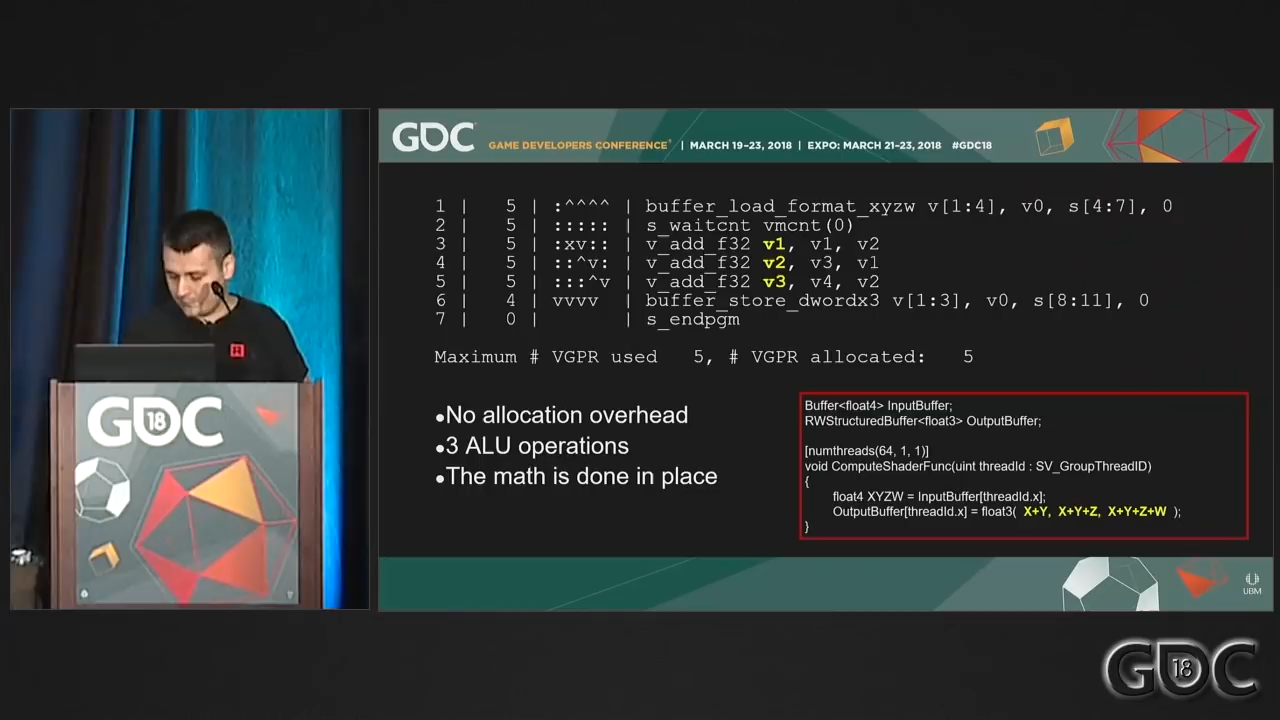 GDC GAME DEVELOPERS CONFERENCE® | MARCH 19–23, 2018 | EXPO: MARCH 21–23, 2018 #GDC18
1 | 5 | :^^^^ | buffer_load_format_xyzw v[1:4], v0, s[4:7], 0
2 | 5 | ::::: | s_waitcnt vmcnt(0)
3 | 5 | :xv:: | v_add_f32 v1, v1, v2
4 | 5 | ::^v: | v_add_f32 v2, v3, v1
5 | 5 | :::^v | v_add_f32 v3, v4, v2
6 | 4 | vvvv | buffer_store_dwordx3 v[1:3], v0, s[8:11], 0
7 | 0 | | s_endpgm
Maximum # VGPR used 5, # VGPR allocated: 5
●No allocation overhead
●3 ALU operations
●The math is done in place
Buffer<float4> InputBuffer;
RWStructuredBuffer<float3> OutputBuffer;
[numthreads(64, 1, 1)]
void ComputeShaderFunc(uint threadId : SV_GroupThreadID)
{
float4 XYZW = InputBuffer[threadId.x];
OutputBuffer[threadId.x] = float3( X+Y, X+Y+Z, X+Y+Z+W );
}
UBM
GDC 18
GDC 18